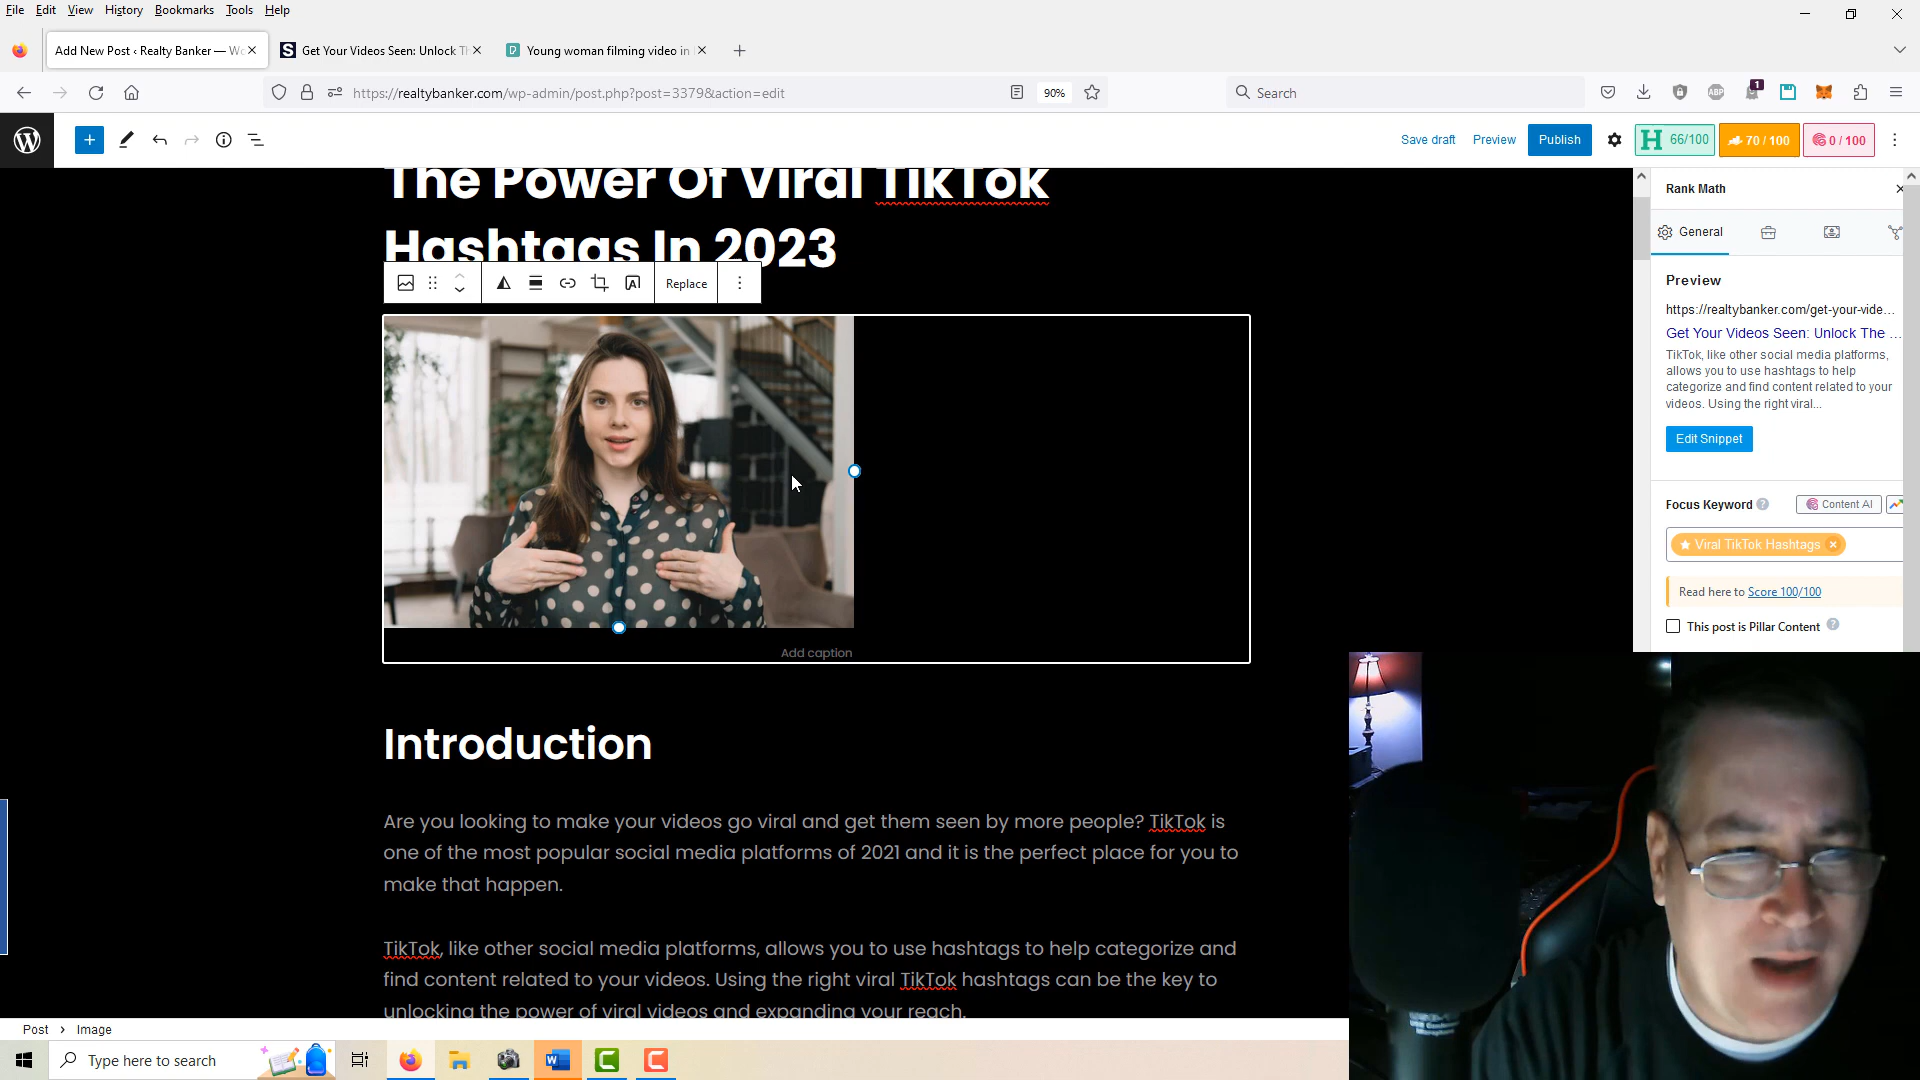 File Edit View History Bookmarks Tools Help
Add New Post ‹ Realty Banker — Wo
Get Your Videos Seen: Unlock Th
Young woman filming video in
https://realtybanker.com/wp-admin/post.php?post=3379&action=edit
90%
Search
1
Save draft Preview Publish
66/100
70 / 100
0 / 100
The Power Of Viral TikTok
Hashtags In 2023
Replace
Add caption
Introduction
Are you looking to make your videos go viral and get them seen by more people? TikTok is
one of the most popular social media platforms of 2021 and it is the perfect place for you to
make that happen.
TikTok, like other social media platforms, allows you to use hashtags to help categorize and
find content related to your videos. Using the right viral TikTok hashtags can be the key to
unlocking the power of viral videos and expanding your reach.
Rank Math
General
Preview
https://realtybanker.com/get-your-vide...
Get Your Videos Seen: Unlock The ...
TikTok, like other social media platforms,
allows you to use hashtags to help
categorize and find content related to your
videos. Using the right viral...
Edit Snippet
Focus Keyword
Content AI
Viral TikTok Hashtags
Read here to Score 100/100
This post is Pillar Content
Post › Image
Type here to search